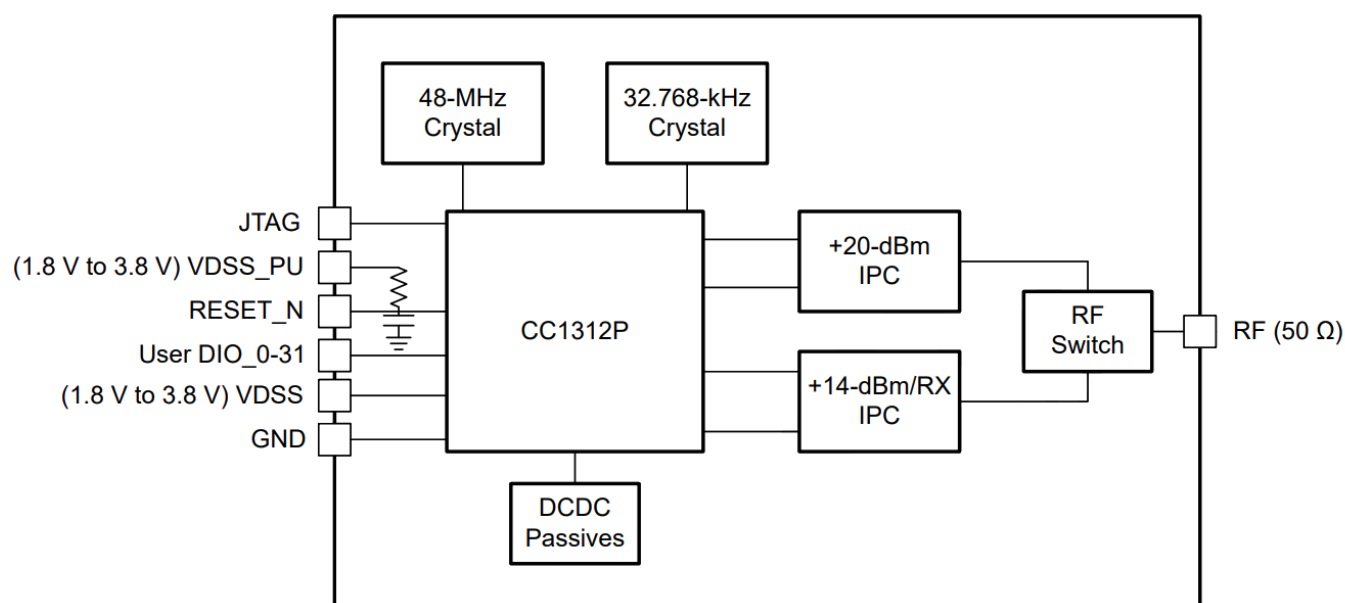 48-MHz
Crystal
32.768-kHz
Crystal
JTAG
(1.8 V to 3.8 V) VDSS_PU
RESET_N
User DIO_0-31
(1.8 V to 3.8 V) VDSS
GND
CC1312P
+20-dBm
IPC
+14-dBm/RX
IPC
RF
Switch
RF (50 Ω)
DCDC
Passives